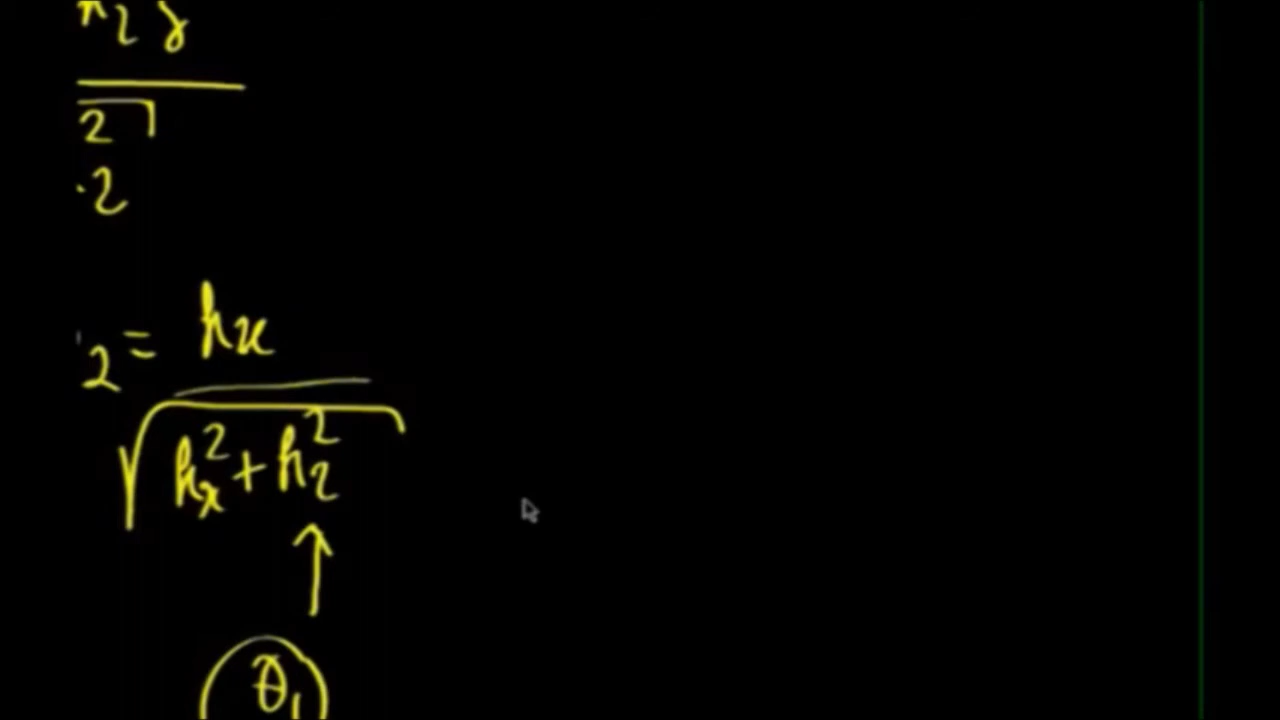 2
·2
2 = hx
√(hx² + h2²)
↑
θ1